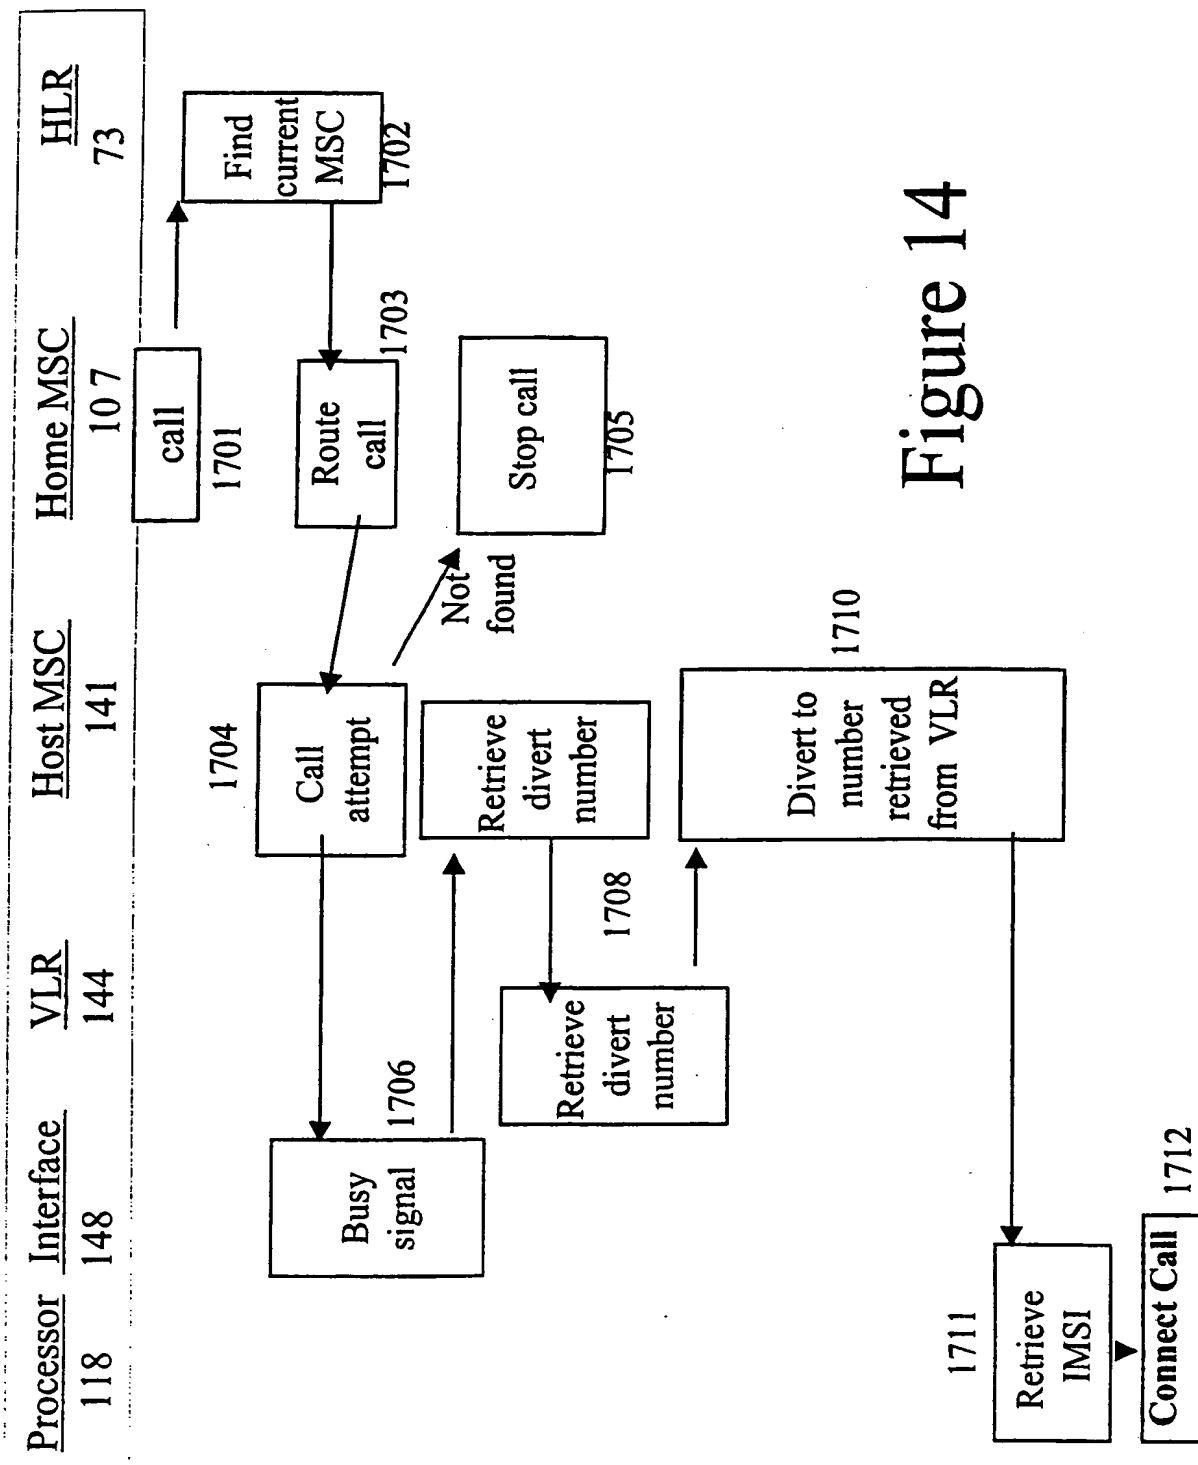 Processor
118
Interface
148
VLR
144
Host MSC
141
Home MSC
10 7
HLR
73
call
1701
Find
current
MSC
1702
Route
call
1703
1704
Call
attempt
Not
found
Stop call
1705
Busy
signal
1706
Retrieve
divert
number
1708
Retrieve
divert
number
Divert to
number
retrieved
from VLR
1710
1711
Retrieve
IMSI
Connect Call
1712
Figure 14